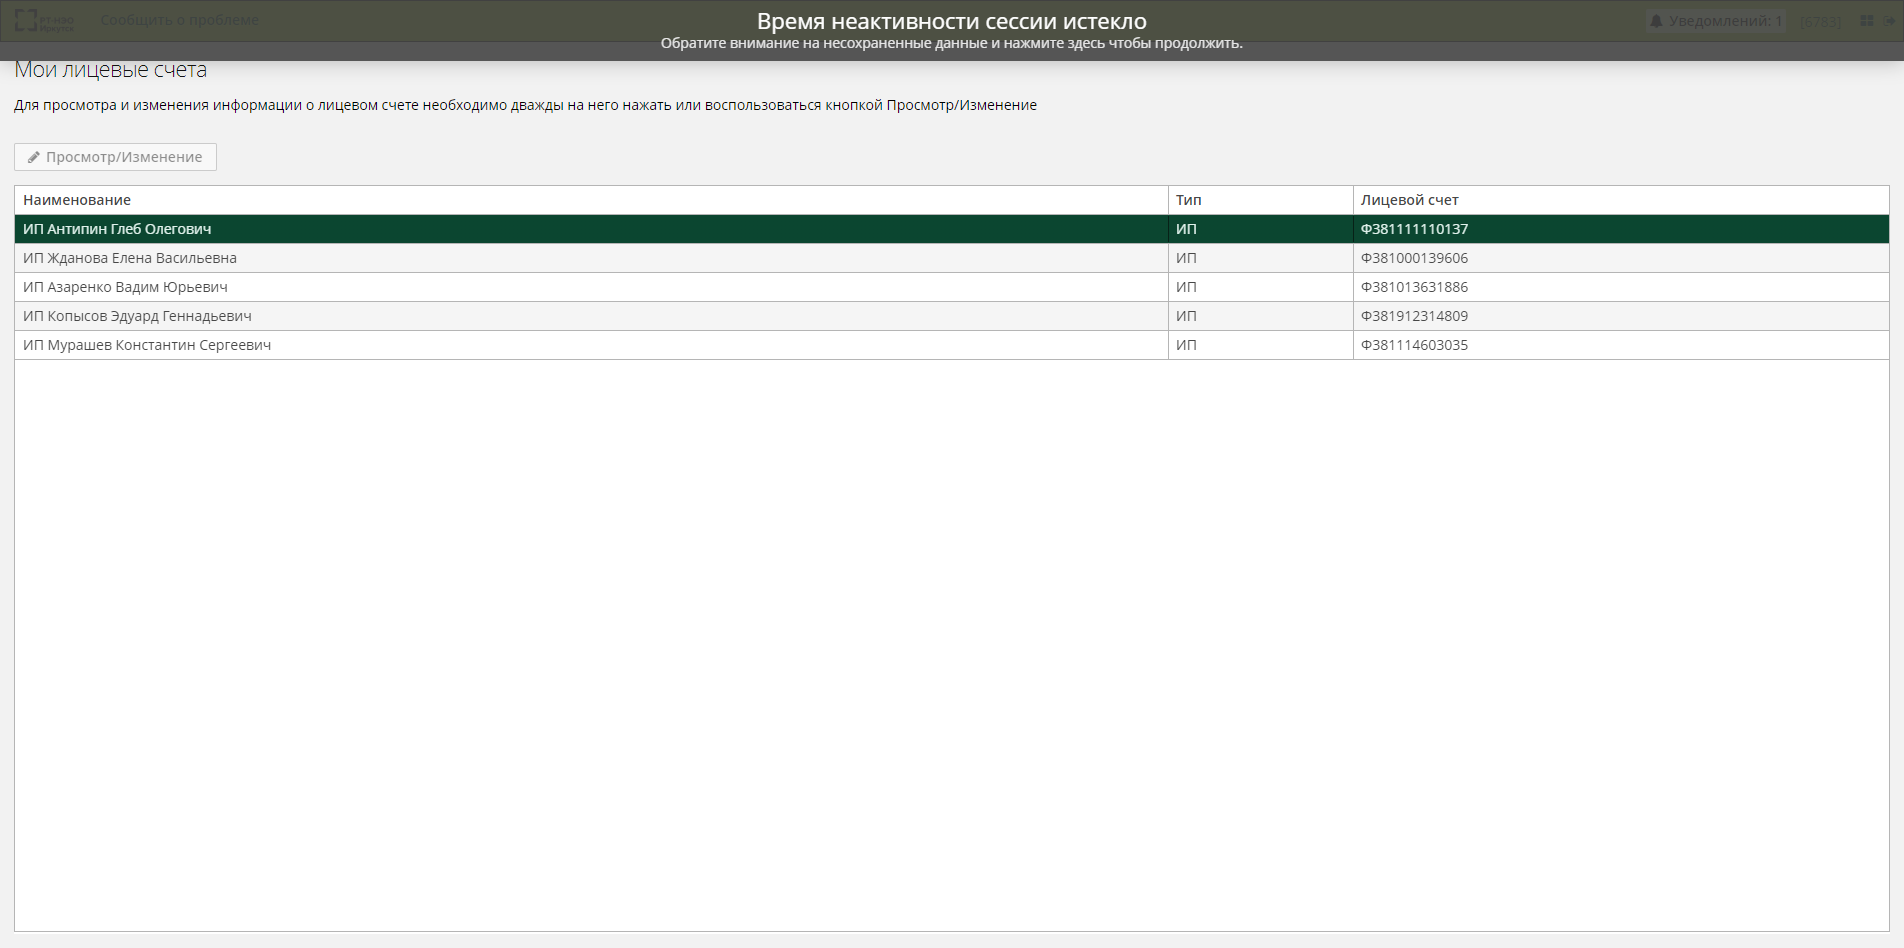 РТ-НЭО
Иркутск
Сообщить о проблеме
Время неактивности сессии истекло
Обратите внимание на несохраненные данные и нажмите здесь чтобы продолжить.
Уведомлений: 1
[6783]
Мои лицевые счета
Для просмотра и изменения информации о лицевом счете необходимо дважды на него нажать или воспользоваться кнопкой Просмотр/Изменение
Просмотр/Изменение
Наименование Тип Лицевой счет
ИП Антипин Глеб Олегович ИП Ф381111110137
ИП Жданова Елена Васильевна ИП Ф381000139606
ИП Азаренко Вадим Юрьевич ИП Ф381013631886
ИП Копысов Эдуард Геннадьевич ИП Ф381912314809
ИП Мурашев Константин Сергеевич ИП Ф381114603035